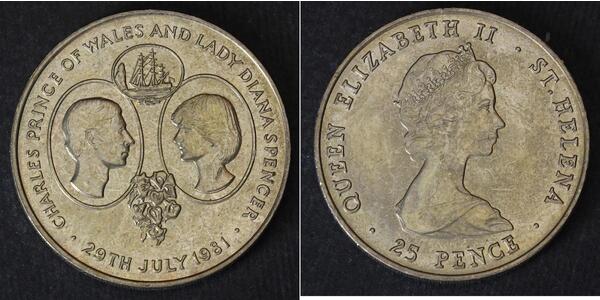 CHARLES PRINCE OF WALES AND LADY DIANA SPENCER
· 29TH JULY 1981 ·
QUEEN ELIZABETH II · ST. HELENA
· 25 PENCE ·